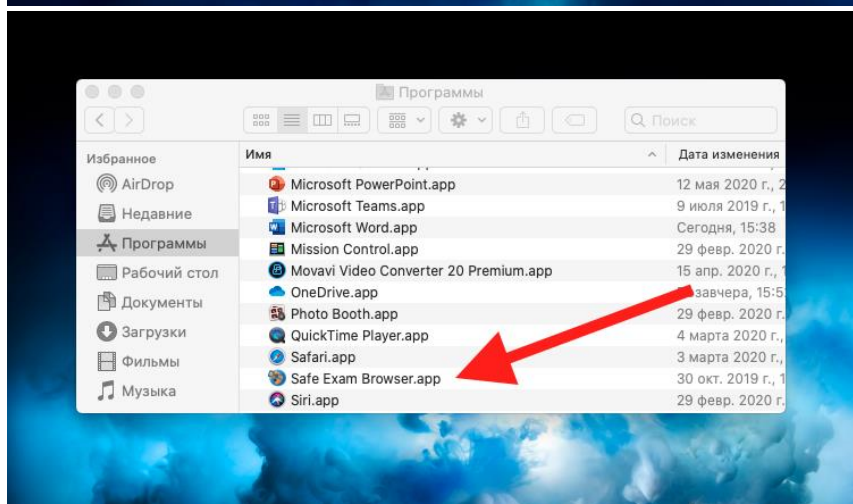 Программы
Поиск
Избранное
AirDrop
Недавние
Программы
Рабочий стол
Документы
Загрузки
Фильмы
Музыка
Имя Дата изменения
Microsoft PowerPoint.app 12 мая 2020 г., 2
Microsoft Teams.app 9 июля 2019 г., 1
Microsoft Word.app Сегодня, 15:38
Mission Control.app 29 февр. 2020 г.
Movavi Video Converter 20 Premium.app 15 апр. 2020 г., 1
OneDrive.app 15:5
Photo Booth.app 29 февр. 2020 г.
QuickTime Player.app 4 марта 2020 г.,
Safari.app 3 марта 2020 г.,
Safe Exam Browser.app 30 окт. 2019 г., 1
Siri.app 29 февр. 2020 г.